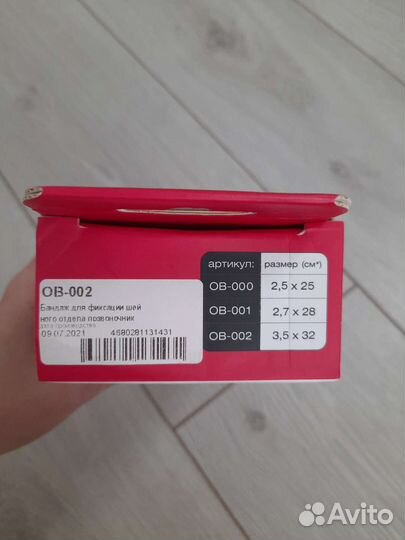 OB-002
Бандаж для фиксации шей
ного отдела позвоночник
дата производства
09.07.2021 4680281131431
артикул: размер (см*)
OB-000 2,5 x 25
OB-001 2,7 x 28
OB-002 3,5 x 32
Avito